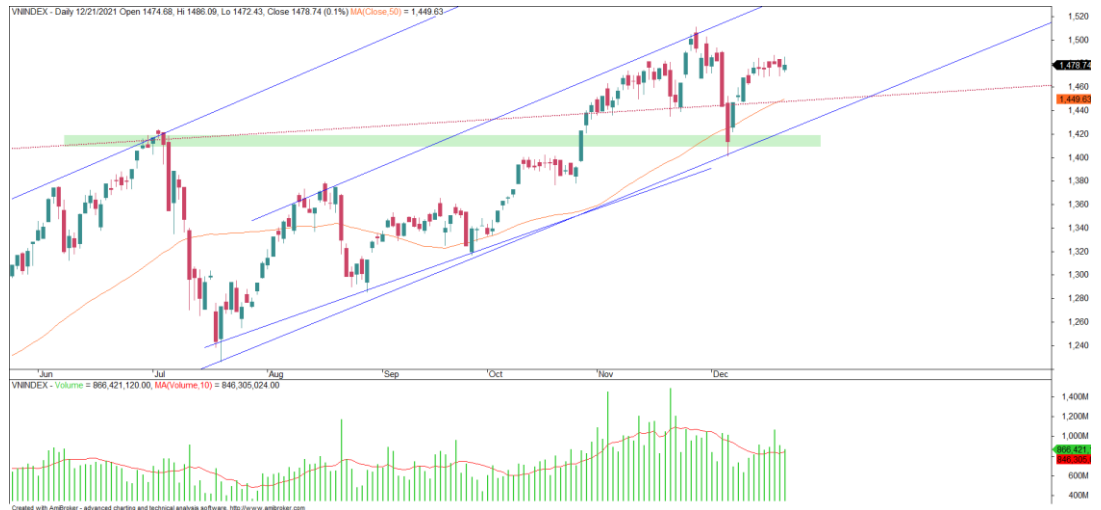 VNINDEX - Daily 12/21/2021 Open 1474.68, Hi 1486.09, Lo 1472.43, Close 1478.74 (0.1%) MA(Close,50) = 1,449.63
1,520
1,500
1,478.74
1,460
1,449.63
1,440
1,420
1,400
1,380
1,360
1,340
1,320
1,300
1,280
1,260
1,240
Jun Jul Aug Sep Oct Nov Dec
VNINDEX - Volume = 866,421,120.00, MA(Volume,10) = 846,305,024.00
1,400M
1,200M
1,000M
866,421,
846,305,
600M
400M
Created with AmiBroker - advanced charting and technical analysis software. http://www.amibroker.com